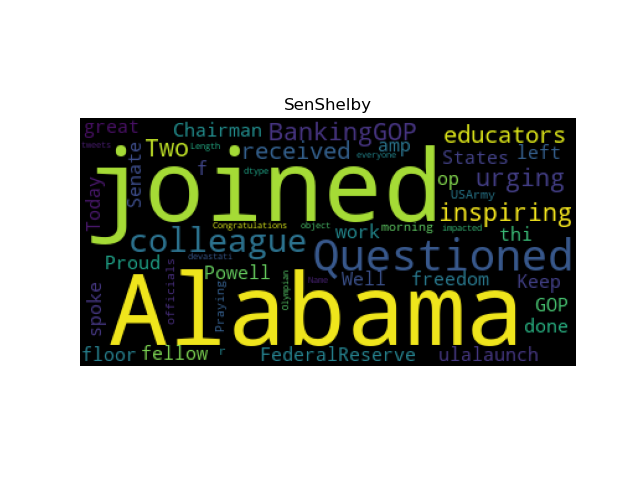 SenShelby
great
Chairman
BankingGOP
educators
tweets
Two
Length
received
amp
everyone
States
left
joined
Senate
f
dtype
op
urging
Today
USArmy
inspiring
Congratulations
object
work
morning
impacted
thi
colleague
Questioned
devastati
Proud
officials
Powell
Praying
Olympian
Name
Well
freedom
Keep
spoke
Alabama
GOP
done
floor
fellow
r
FederalReserve
ulalaunch